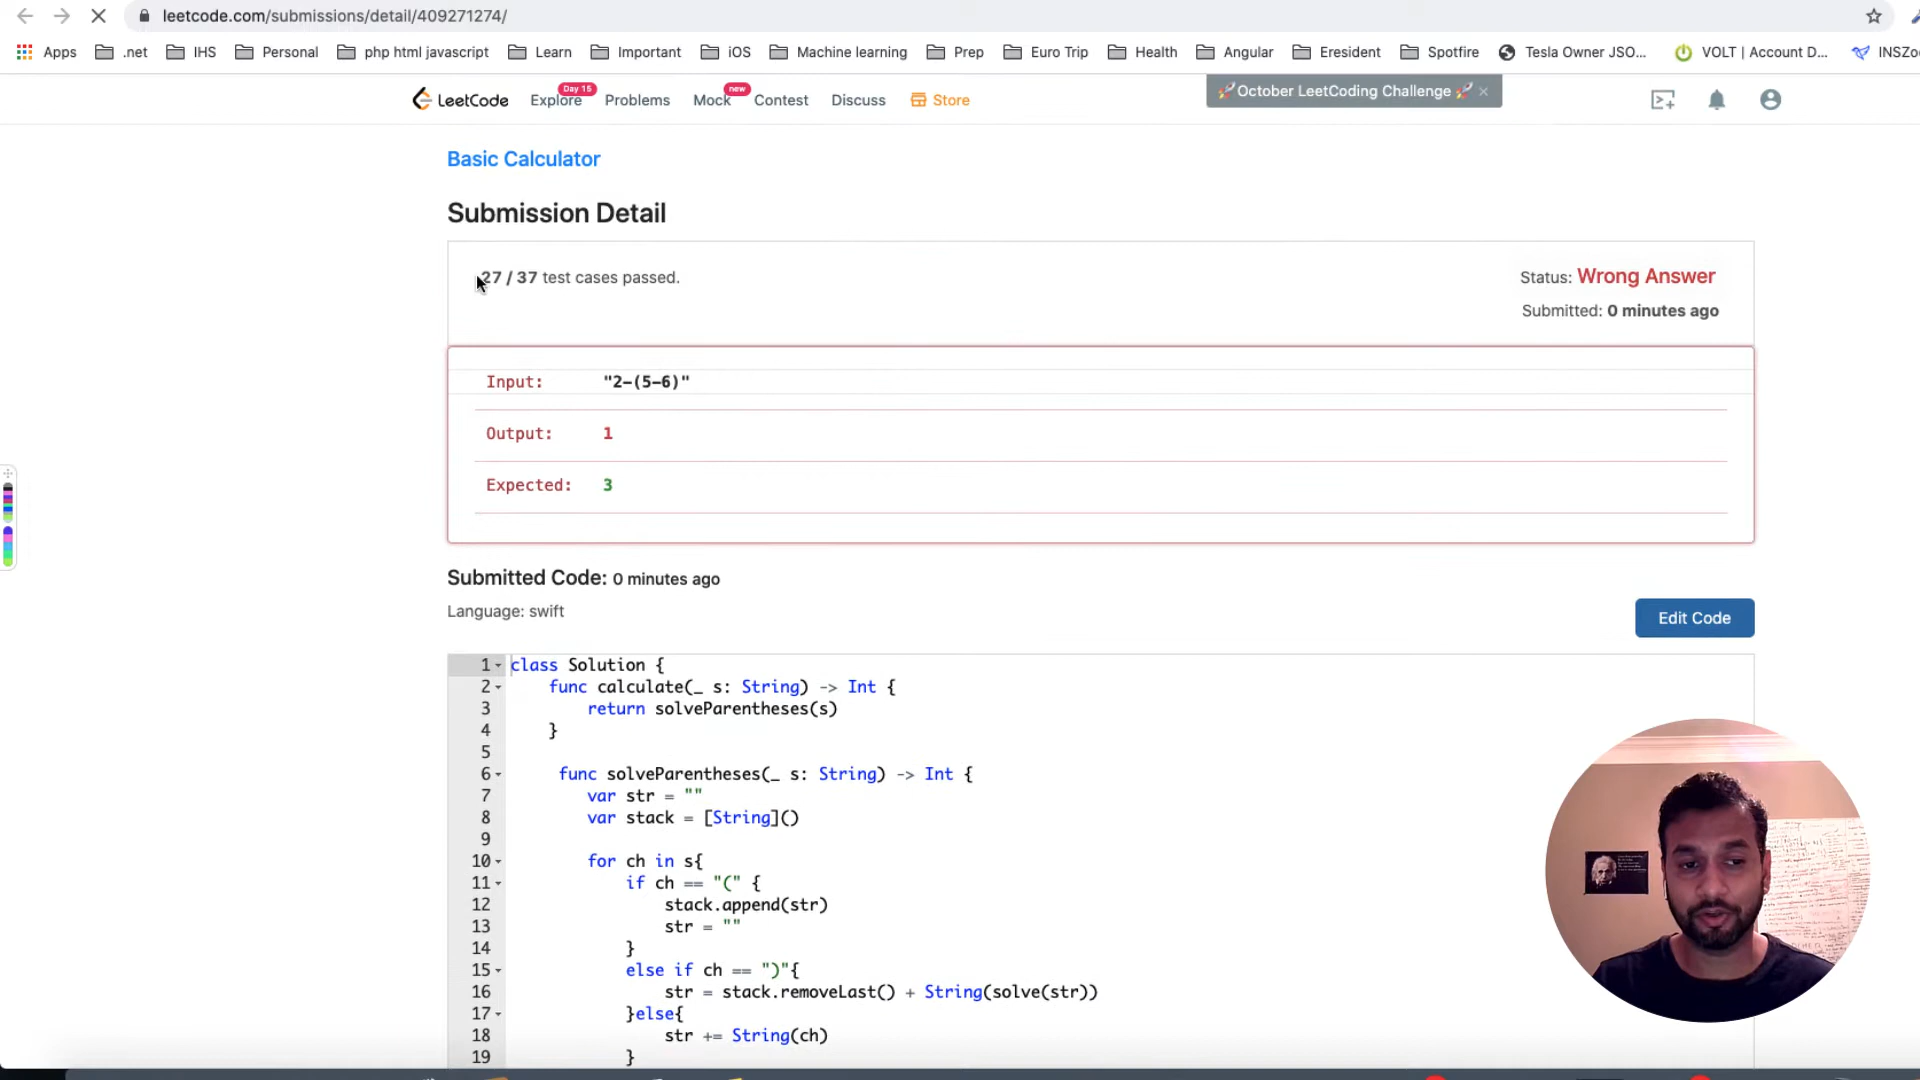 leetcode.com/submissions/detail/409271274/
Apps .net IHS Personal php html javascript Learn Important iOS Machine learning Prep Euro Trip Health Angular Eresident Spotfire Tesla Owner JSO... VOLT | Account D... INSZo
LeetCode Explore Day 15 Problems Mock new Contest Discuss Store 🚀October LeetCoding Challenge 🚀 ×
Basic Calculator
Submission Detail
27 / 37 test cases passed.
Status: Wrong Answer
Submitted: 0 minutes ago
Input: "2-(5-6)"
Output: 1
Expected: 3
Submitted Code: 0 minutes ago
Language: swift
Edit Code
1 class Solution {
2 func calculate(_ s: String) -> Int {
3 return solveParentheses(s)
4 }
5
6 func solveParentheses(_ s: String) -> Int {
7 var str = ""
8 var stack = [String]()
9
10 for ch in s{
11 if ch == "(" {
12 stack.append(str)
13 str = ""
14 }
15 else if ch == ")"{
16 str = stack.removeLast() + String(solve(str))
17 }else{
18 str += String(ch)
19 }